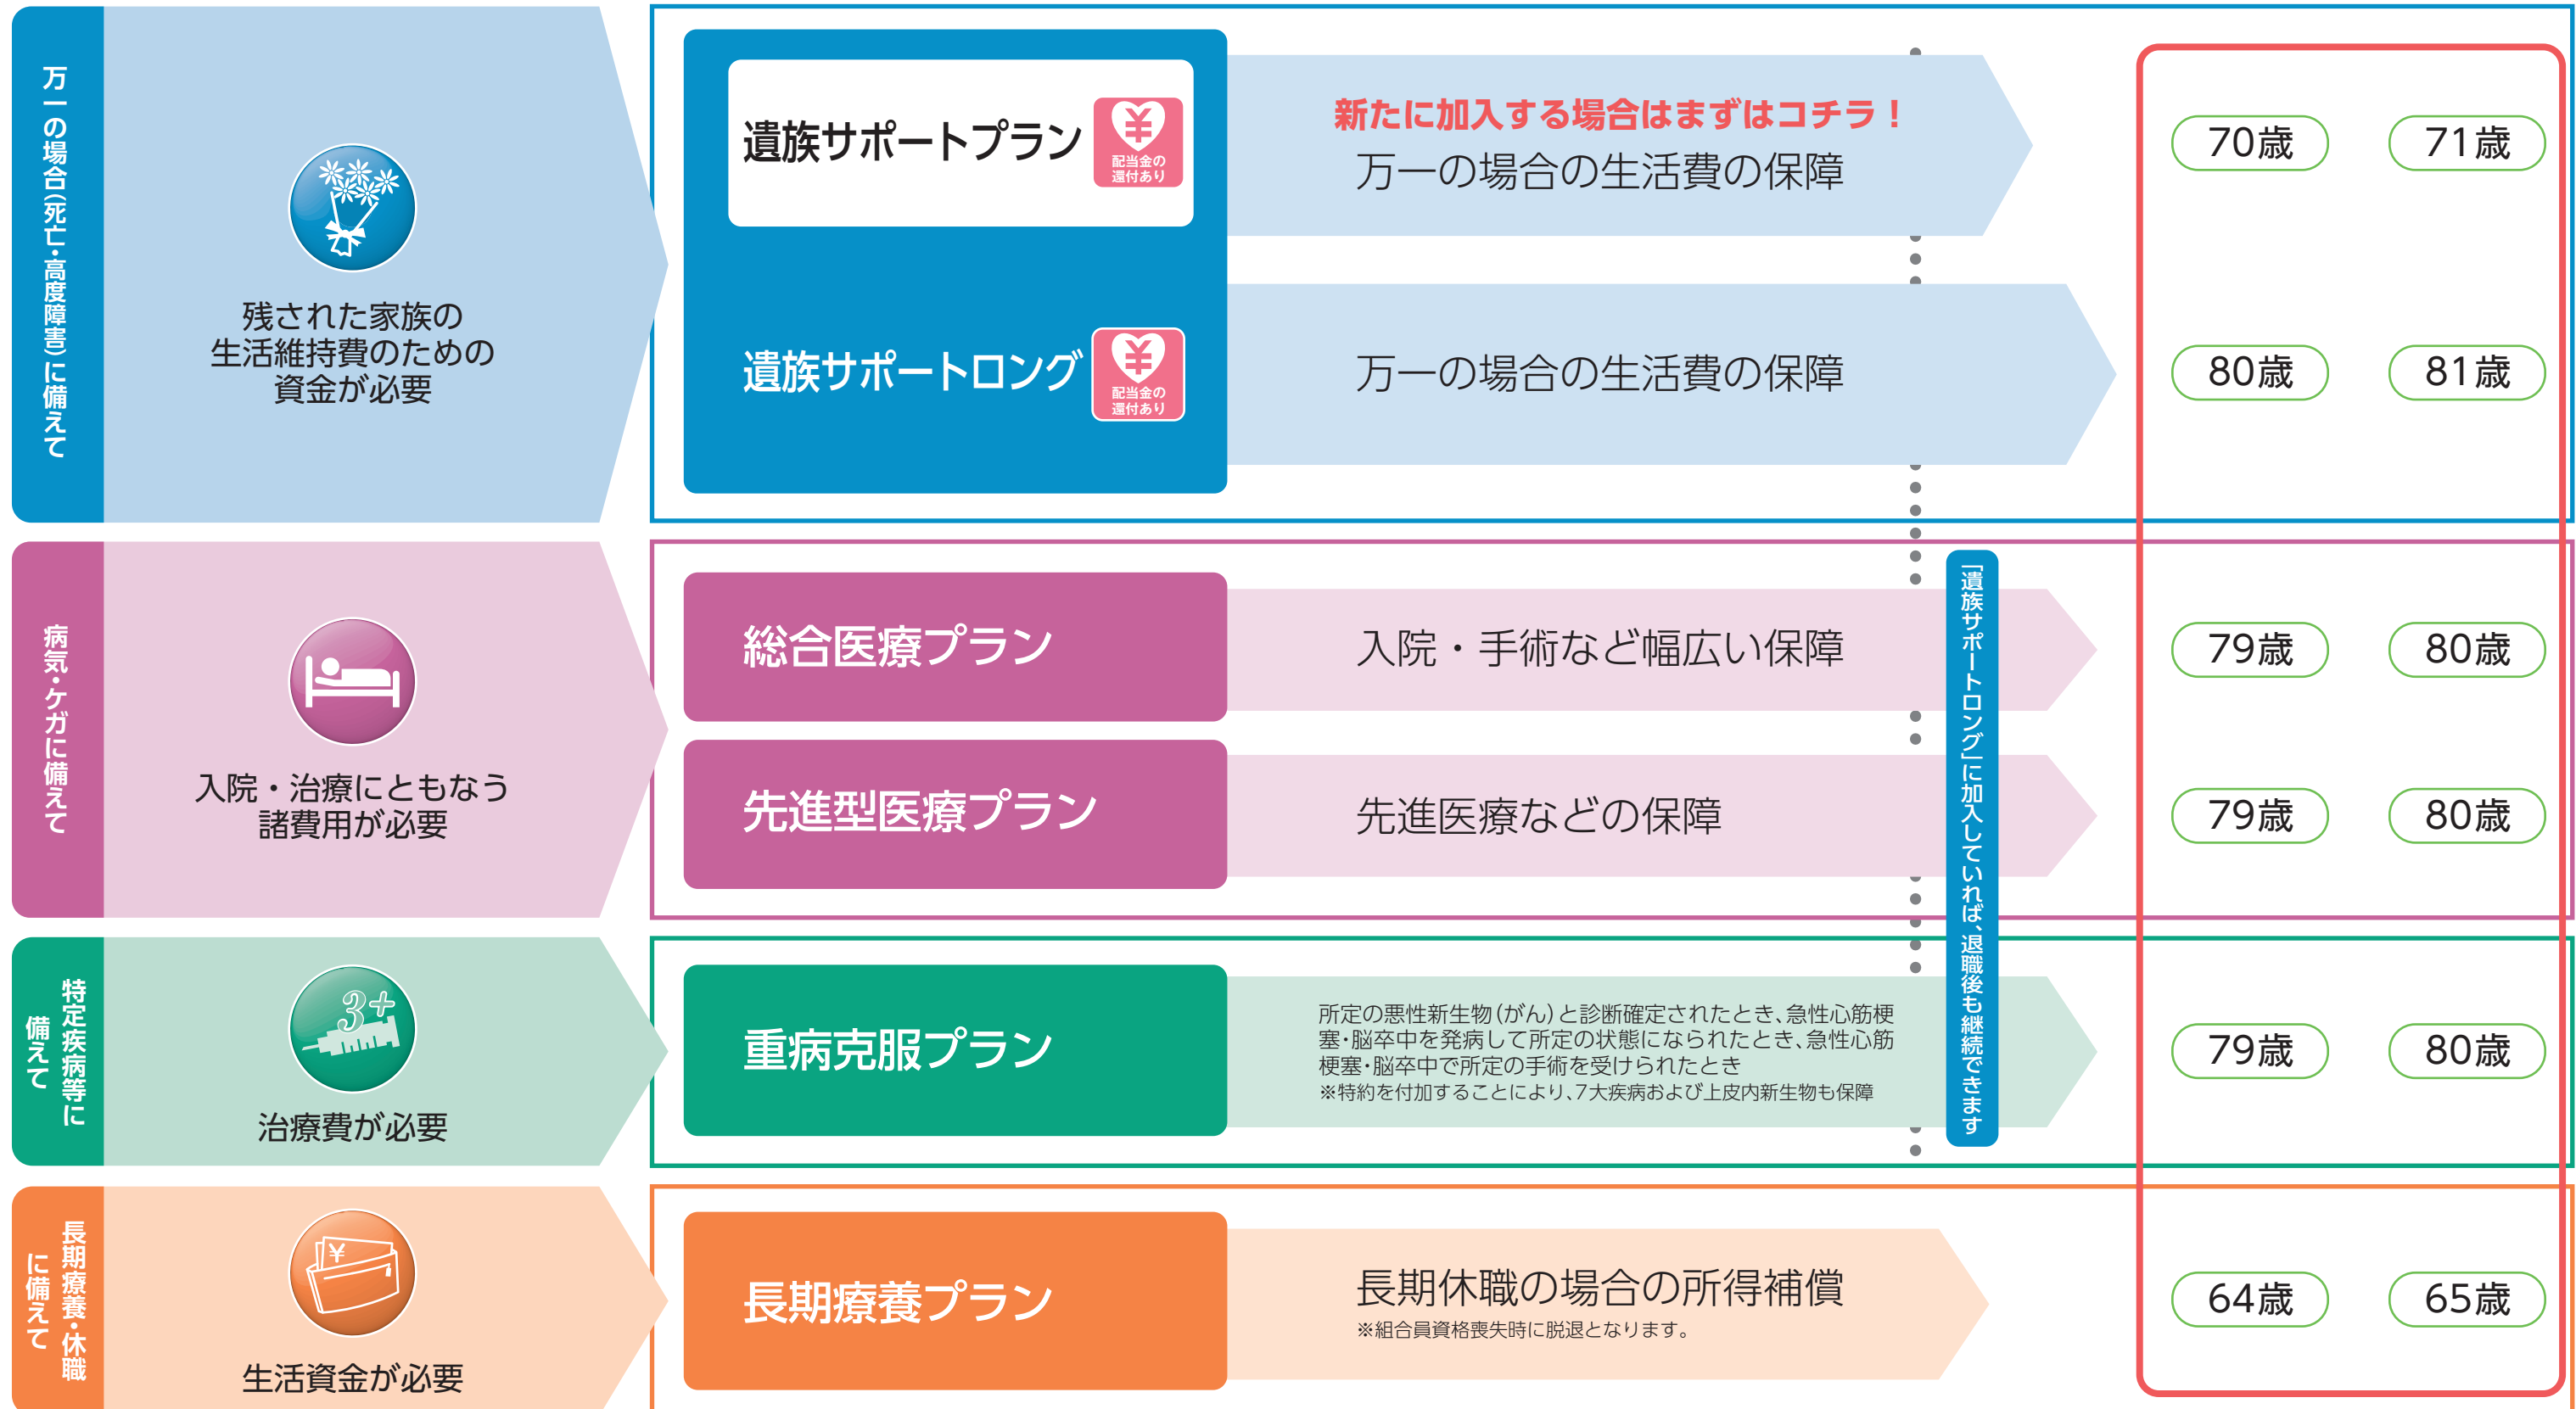 万一の場合(死亡・高度障害)に備えて
残された家族の
生活維持費のための
資金が必要
遺族サポートプラン
¥
配当金の
還付あり
新たに加入する場合はまずはコチラ!
万一の場合の生活費の保障
70歳
71歳
遺族サポートロング
¥
配当金の
還付あり
万一の場合の生活費の保障
80歳
81歳
病気・ケガに備えて
入院・治療にともなう
諸費用が必要
総合医療プラン
入院・手術など幅広い保障
79歳
80歳
先進型医療プラン
先進医療などの保障
79歳
80歳
「遺族サポートロング」に加入していれば、退職後も継続できます
特定疾病等に
備えて
3+
治療費が必要
重病克服プラン
所定の悪性新生物(がん)と診断確定されたとき、急性心筋梗
塞・脳卒中を発病して所定の状態になられたとき、急性心筋
梗塞・脳卒中で所定の手術を受けられたとき
※特約を付加することにより、7大疾病および上皮内新生物も保障
79歳
80歳
長期療養・休職
に備えて
¥
生活資金が必要
長期療養プラン
長期休職の場合の所得補償
※組合員資格喪失時に脱退となります。
64歳
65歳